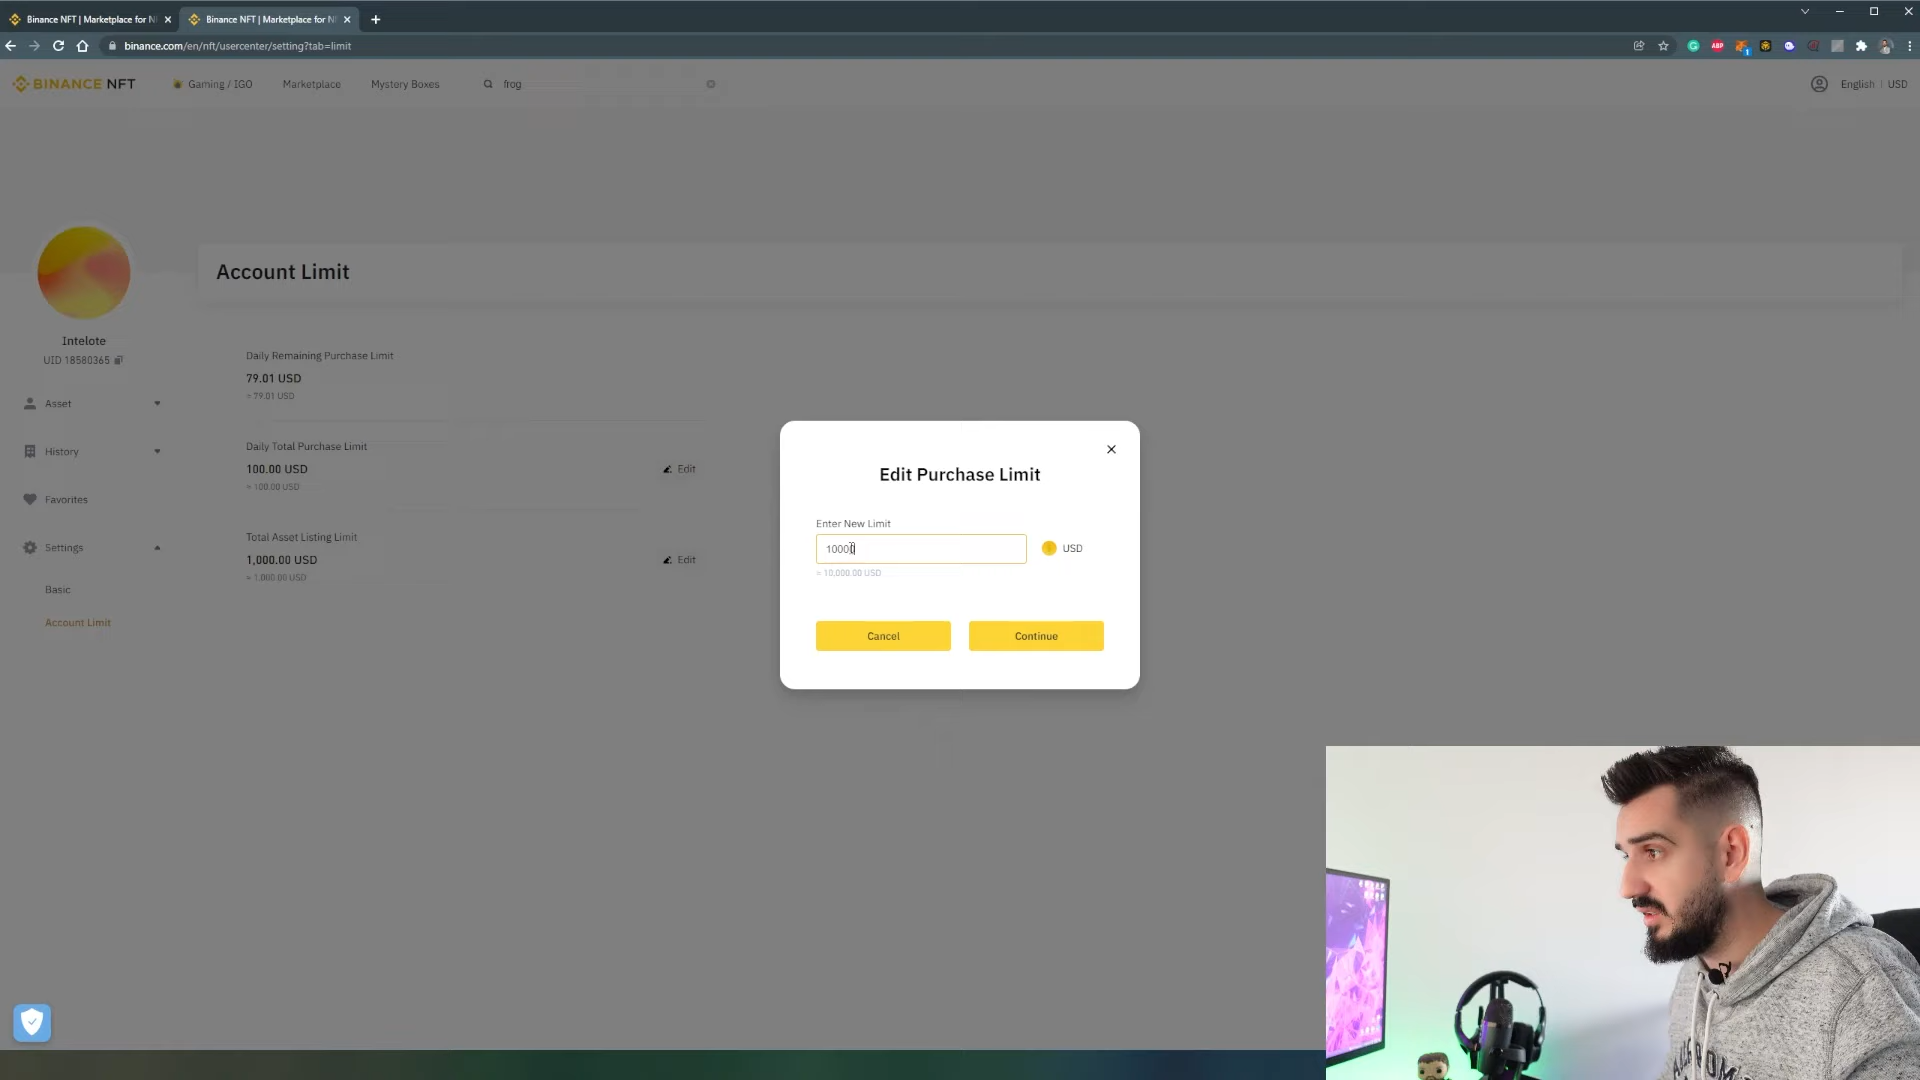 Binance NFT | Marketplace for N
Binance NFT | Marketplace for N
binance.com/en/nft/usercenter/setting?tab=limit
ABP
1
BINANCE NFT
Gaming / IGO
Marketplace
Mystery Boxes
frog
English | USD
Account Limit
Intelote
UID 18580365
Asset
History
Favorites
Settings
Basic
Account Limit
Daily Remaining Purchase Limit
79.01 USD
≈ 79.01 USD
Daily Total Purchase Limit
100.00 USD
Edit
≈ 100.00 USD
Total Asset Listing Limit
1,000.00 USD
Edit
≈ 1,000.00 USD
Edit Purchase Limit
Enter New Limit
10000
USD
≈ 10,000.00 USD
Cancel
Continue